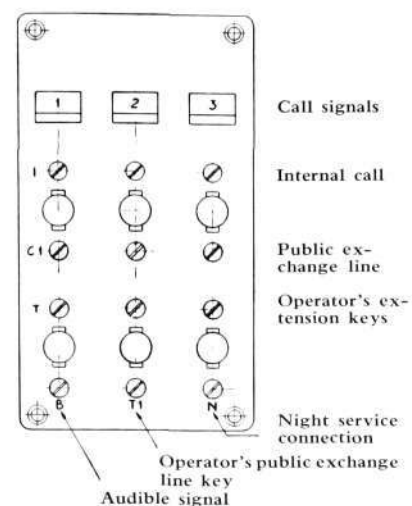 1 2 3
Call signals
I
Internal call
C1
Public ex-
change line
T
Operator's ex-
tension keys
B T1 N
Night service
connection
Operator's public exchange
line key
Audible signal